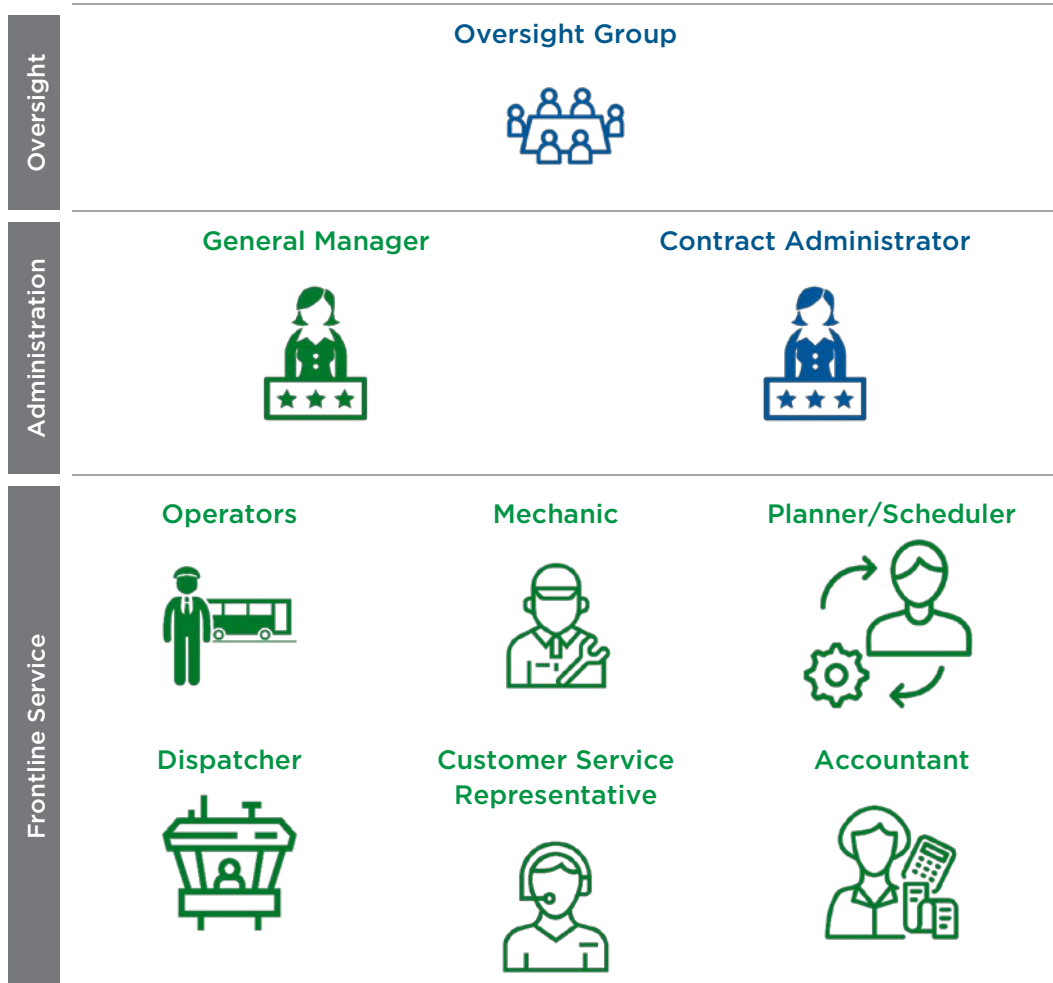 Oversight
Oversight Group
Administration
General Manager
Contract Administrator
Frontline Service
Operators
Mechanic
Planner/Scheduler
Dispatcher
Customer Service
Representative
Accountant